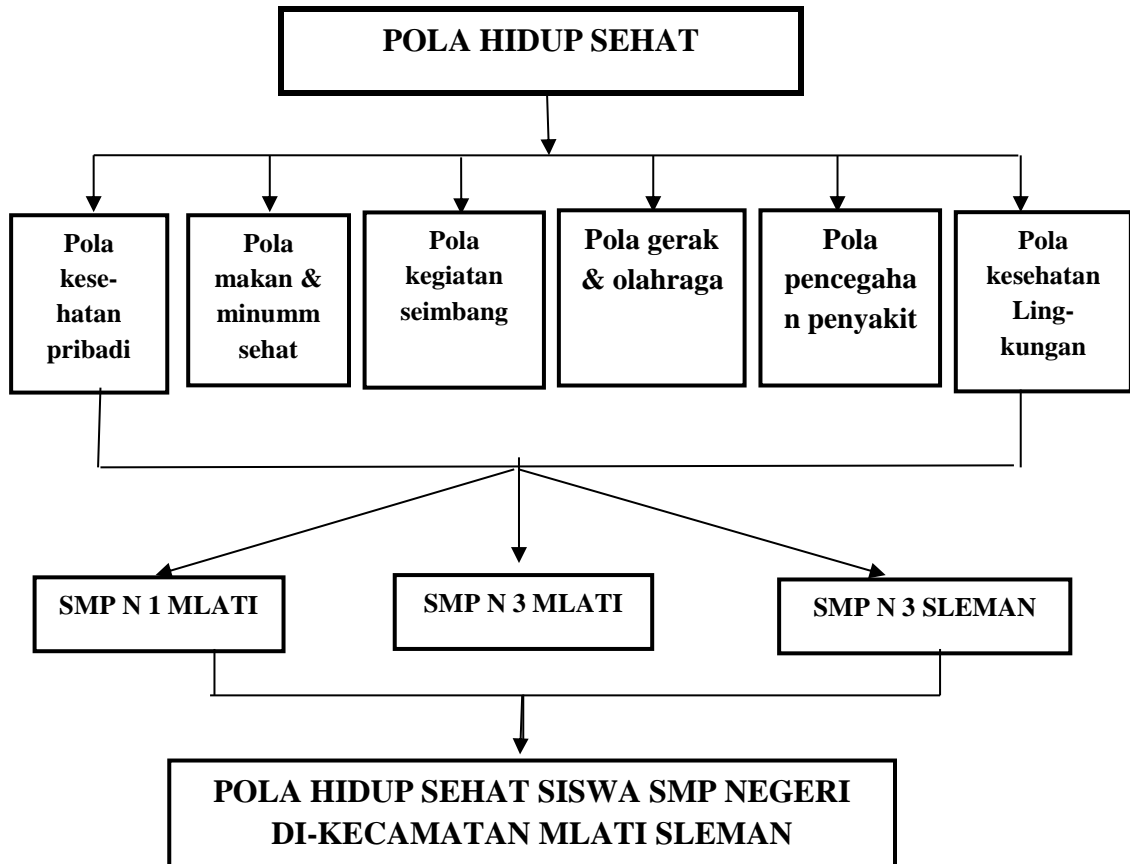 POLA HIDUP SEHAT
Pola
kese-
hatan
pribadi
Pola
makan &
minumm
sehat
Pola
kegiatan
seimbang
Pola gerak
& olahraga
Pola
pencegaha
n penyakit
Pola
kesehatan
Ling-
kungan
SMP N 1 MLATI
SMP N 3 MLATI
SMP N 3 SLEMAN
POLA HIDUP SEHAT SISWA SMP NEGERI
DI-KECAMATAN MLATI SLEMAN